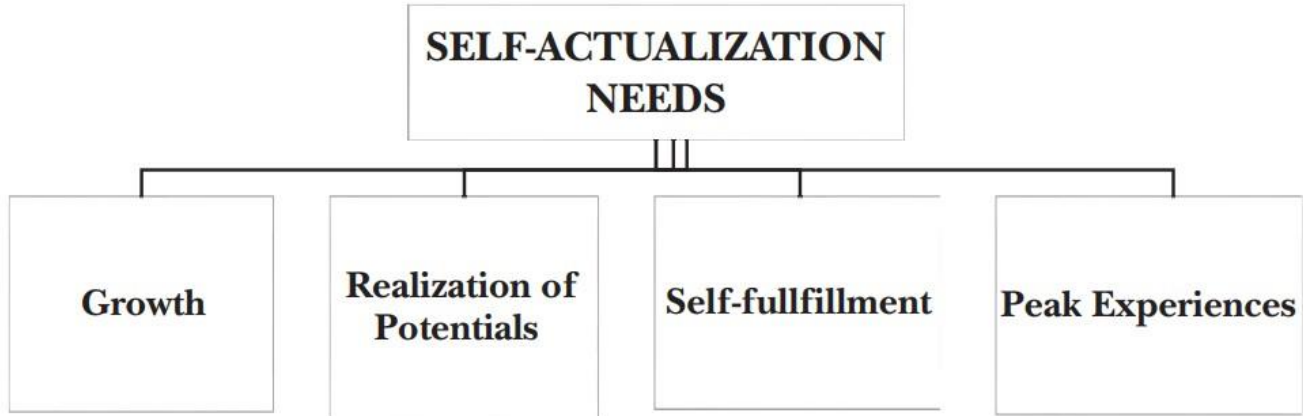 SELF-ACTUALIZATION
NEEDS
Growth
Realization of
Potentials
Self-fullfillment
Peak Experiences